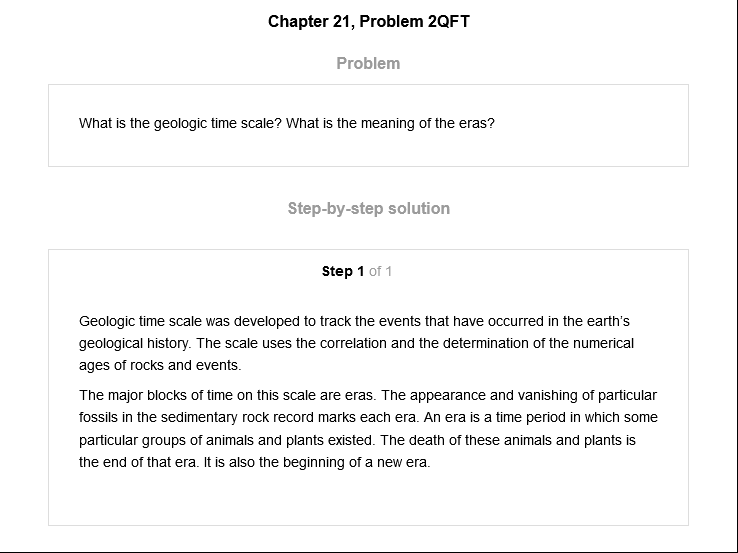 Chapter 21, Problem 2QFT
Problem
What is the geologic time scale? What is the meaning of the eras?
Step-by-step solution
Step 1 of 1
Geologic time scale was developed to track the events that have occurred in the earth's
geological history. The scale uses the correlation and the determination of the numerical
ages of rocks and events.
The major blocks of time on this scale are eras. The appearance and vanishing of particular
fossils in the sedimentary rock record marks each era. An era is a time period in which some
particular groups of animals and plants existed. The death of these animals and plants is
the end of that era. It is also the beginning of a new era.